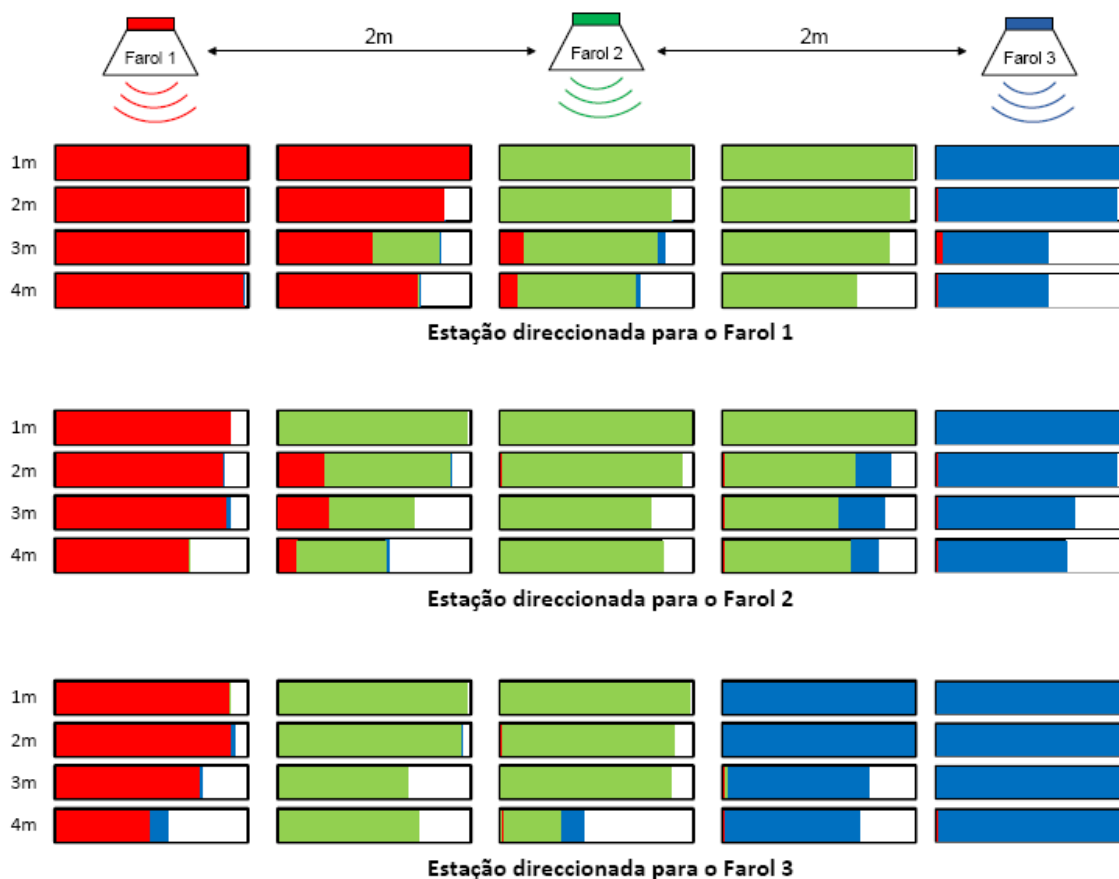 Farol 1
2m
Farol 2
2m
Farol 3
1m
2m
3m
4m
Estação direccionada para o Farol 1
1m
2m
3m
4m
Estação direccionada para o Farol 2
1m
2m
3m
4m
Estação direccionada para o Farol 3